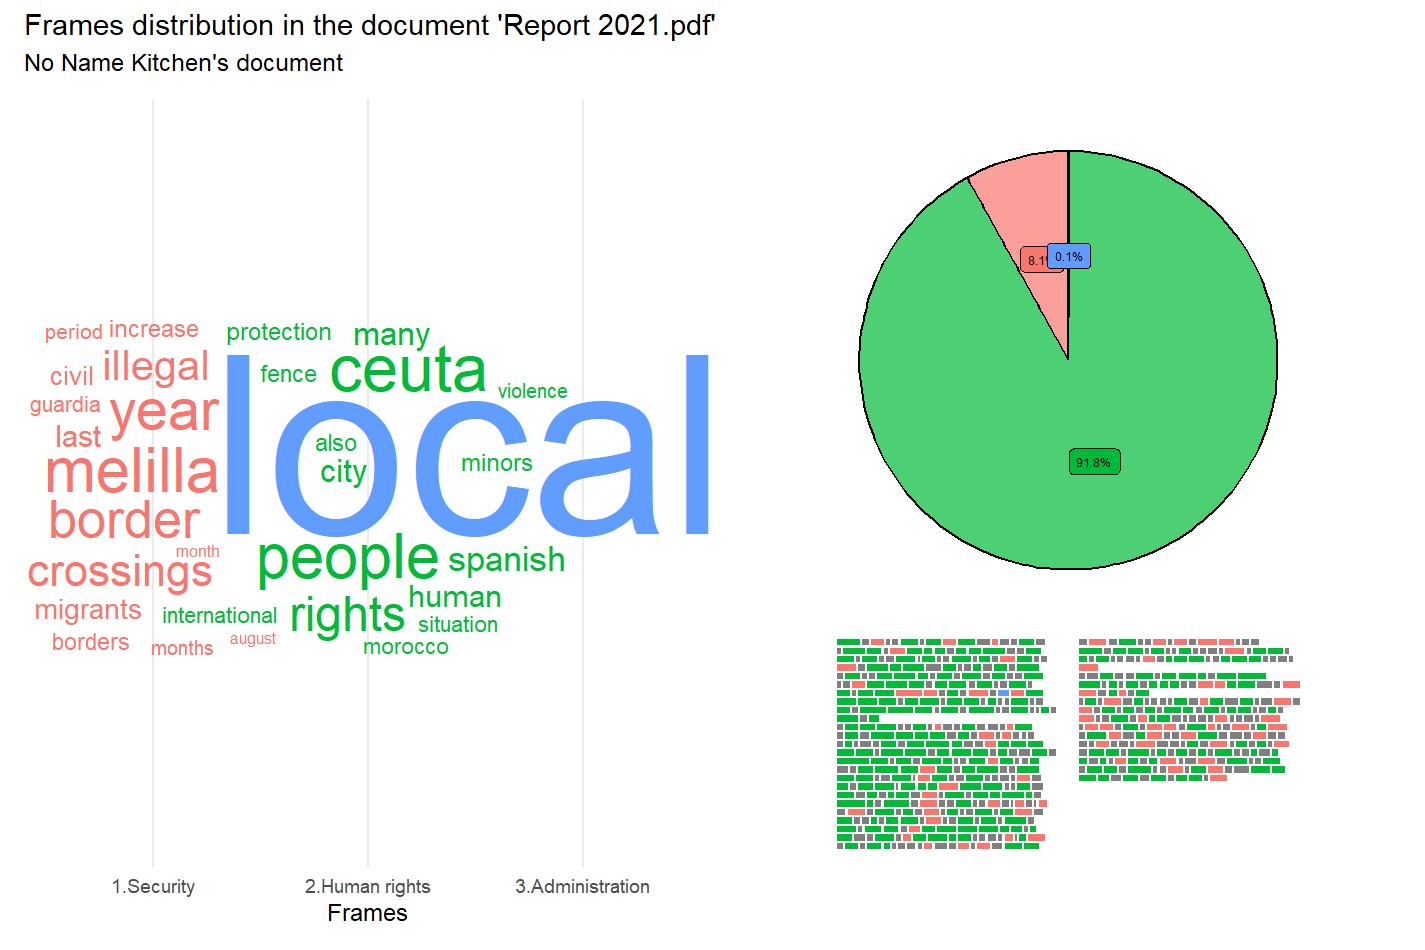 Frames distribution in the document 'Report 2021.pdf'
No Name Kitchen's document
period increase protection many
civil illegal fence ceuta violence
guardia year local
last also
melilla city minors
border
month people spanish
crossings
migrants international rights human
situation
borders months august morocco
1.Security 2.Human rights 3.Administration
Frames
0.1%
91.8%